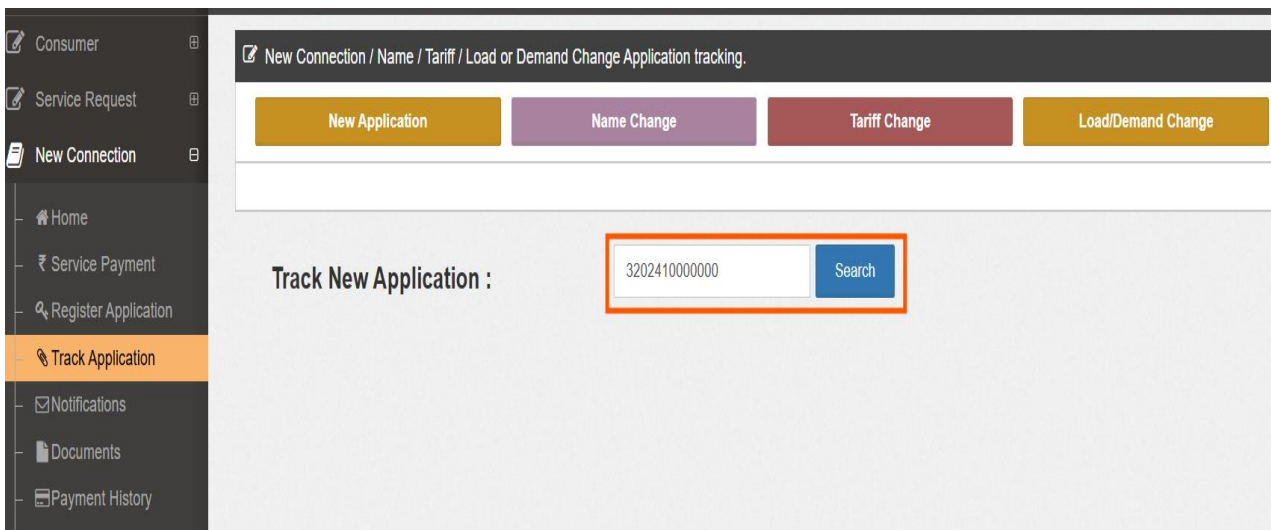 Consumer
Service Request
New Connection
Home
₹ Service Payment
Register Application
Track Application
Notifications
Documents
Payment History
New Connection / Name / Tariff / Load or Demand Change Application tracking.
New Application Name Change Tariff Change Load/Demand Change
Track New Application : 3202410000000 Search